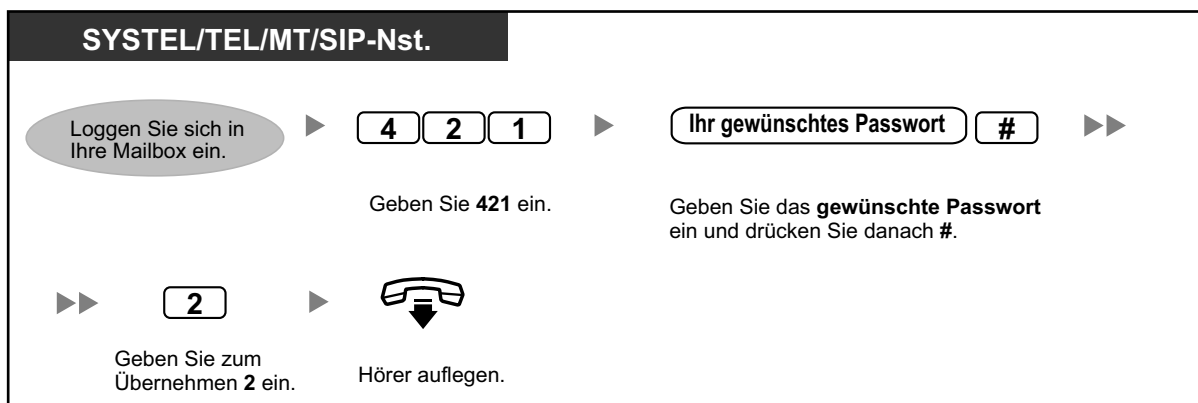 SYSTEL/TEL/MT/SIP-Nst.
Loggen Sie sich in
Ihre Mailbox ein.
4 2 1
Ihr gewünschtes Passwort #
Geben Sie 421 ein.
Geben Sie das gewünschte Passwort
ein und drücken Sie danach #.
2
Geben Sie zum
Übernehmen 2 ein.
Hörer auflegen.